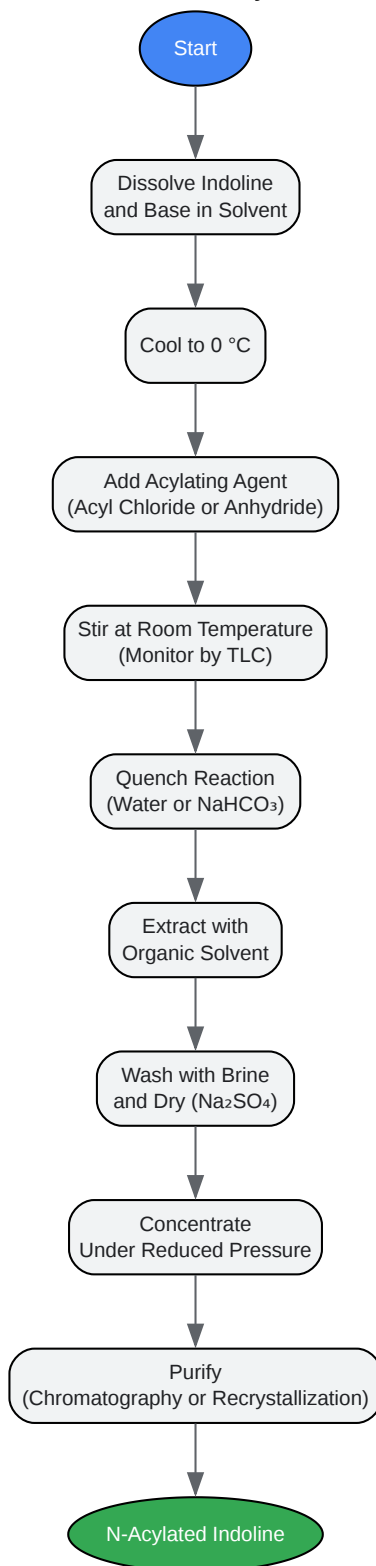 Start
Dissolve Indoline
and Base in Solvent
Cool to 0 °C
Add Acylating Agent
(Acyl Chloride or Anhydride)
Stir at Room Temperature
(Monitor by TLC)
Quench Reaction
(Water or NaHCO₃)
Extract with
Organic Solvent
Wash with Brine
and Dry (Na₂SO₄)
Concentrate
Under Reduced Pressure
Purify
(Chromatography or Recrystallization)
N-Acylated Indoline